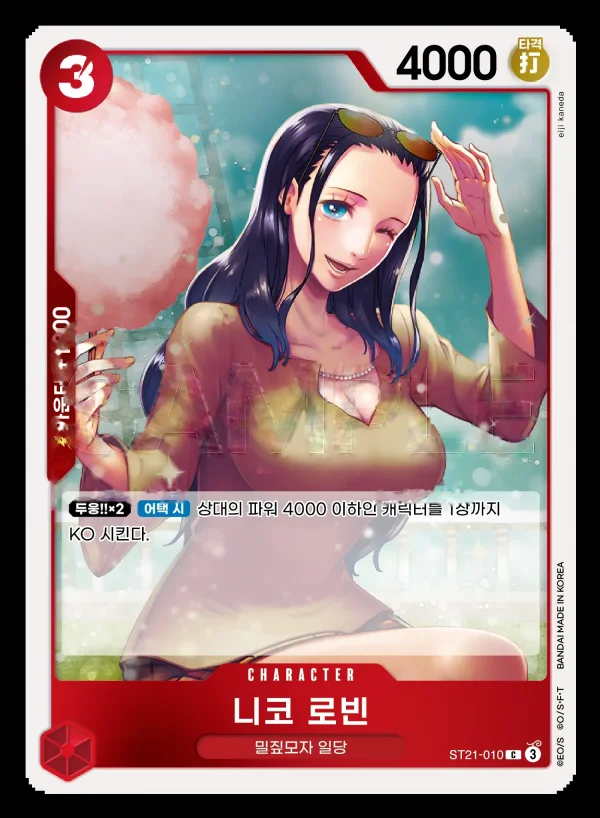 3
4000
타격
打
eiji kaneda
카운터 +1000
SAMPLE
두웅!!×2 어택 시 상대의 파워 4000 이하인 캐릭터를 1장까지
KO 시킨다.
CHARACTER
니코 로빈
밀짚모자 일당
ST21-010 C 3
©EO/S ©O/S·F·T BANDAI MADE IN KOREA